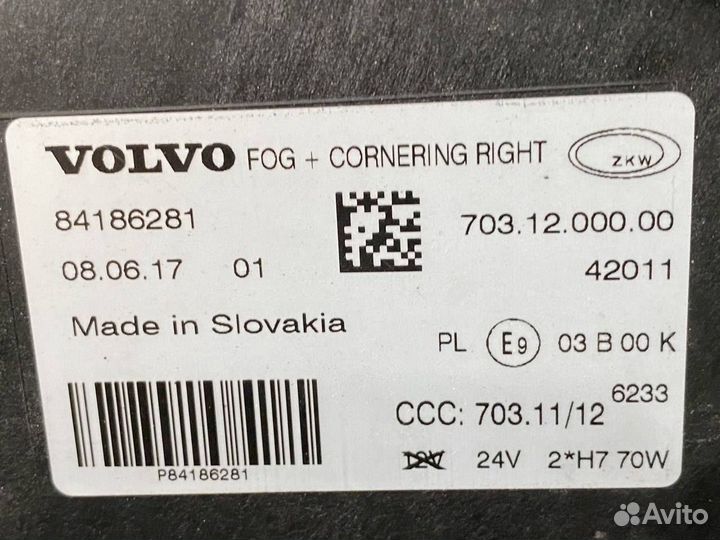 VOLVO FOG + CORNERING RIGHT ZKW
84186281 703.12.000.00
08.06.17 01 42011
Made in Slovakia
PL E9 03 B 00 K
CCC: 703.11/12 6233
12V 24V 2*H7 70W
P84186281
Avito